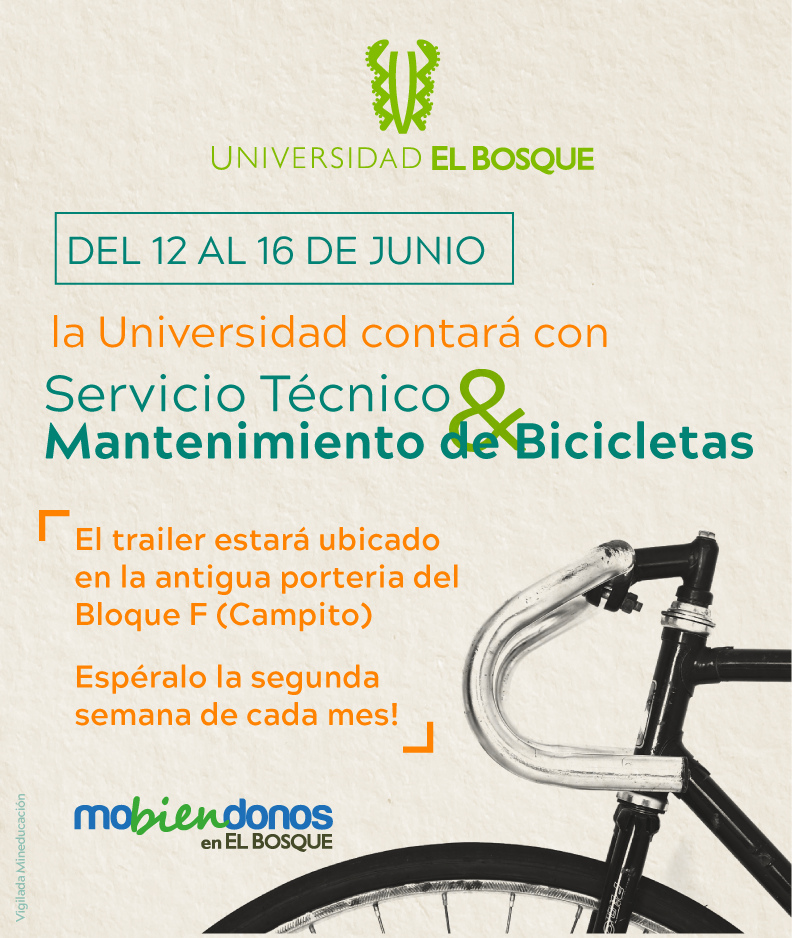 UNIVERSIDAD EL BOSQUE
DEL 12 AL 16 DE JUNIO
la Universidad contará con
Servicio Técnico &
Mantenimiento de Bicicletas
El trailer estará ubicado
en la antigua porteria del
Bloque F (Campito)
Espéralo la segunda
semana de cada mes!
mobiendonos
en EL BOSQUE
Vigilada Mineducación